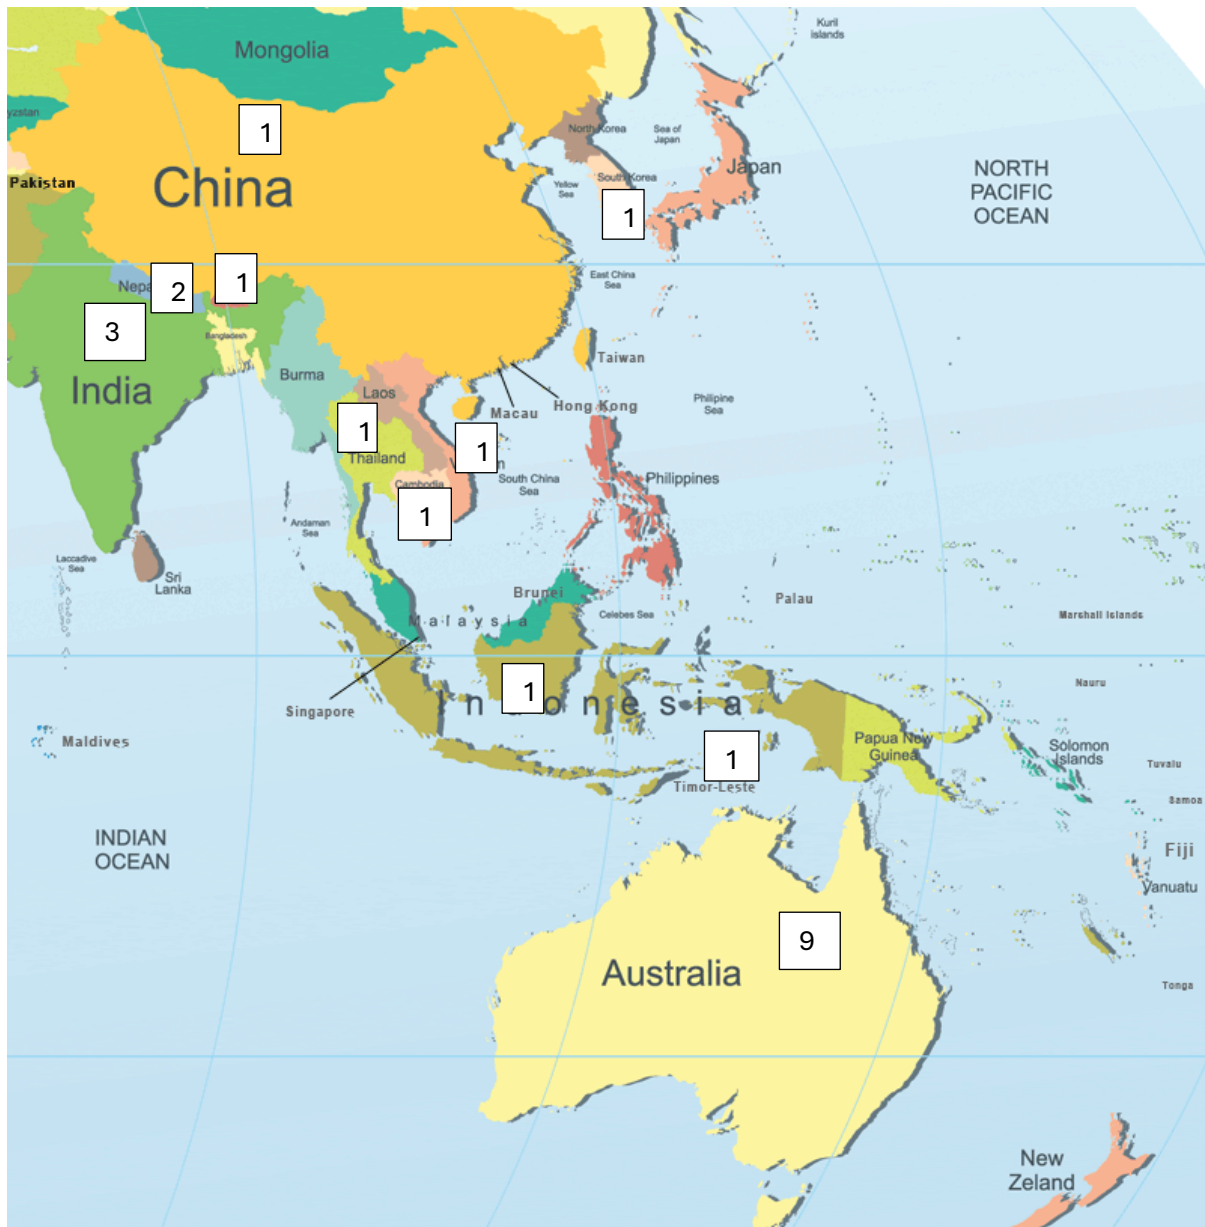 Kuril
islands
Mongolia
yzstan
1
North Korea
Sea of
Japan
Japan
NORTH
PACIFIC
OCEAN
China
Pakistan
South Korea
Yellow
Sea
1
Nepa
2
1
East China
Sea
3
Bangladesh
India
Burma
Taiwan
Laos
Macau
Hong Kong
Philipine
Sea
1
Thailand
1
n
Cambodia
South China
Sea
Philippines
1
Andaman
Sea
Laccadive
Sea
Sri
Lanka
Brunei
Malaysia
Celebes Sea
Palau
Marshall Islands
Singapore
1
Indonesia
Nauru
Maldives
1
Papua New
Guinea
Solomon
Islands
Timor-Leste
Tuvalu
Samoa
INDIAN
OCEAN
Fiji
Vanuatu
9
Australia
Tonga
New
Zeland